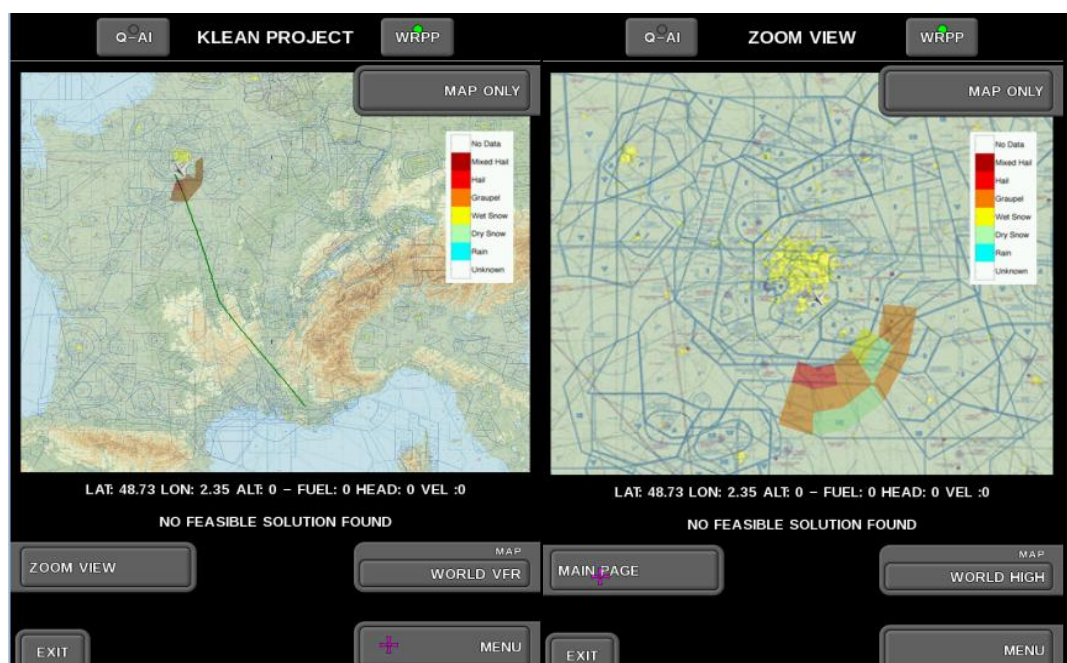 Q-AI KLEAN PROJECT WRPP
MAP ONLY
No Data
Mixed Hail
Hail
Graupel
Wet Snow
Dry Snow
Rain
Unknown
LAT: 48.73 LON: 2.35 ALT: 0 – FUEL: 0 HEAD: 0 VEL :0
NO FEASIBLE SOLUTION FOUND
ZOOM VIEW
MAP
WORLD VFR
EXIT
MENU
Q-AI ZOOM VIEW WRPP
MAP ONLY
No Data
Mixed Hail
Hail
Graupel
Wet Snow
Dry Snow
Rain
Unknown
LAT: 48.73 LON: 2.35 ALT: 0 – FUEL: 0 HEAD: 0 VEL :0
NO FEASIBLE SOLUTION FOUND
MAIN PAGE
MAP
WORLD HIGH
EXIT
MENU